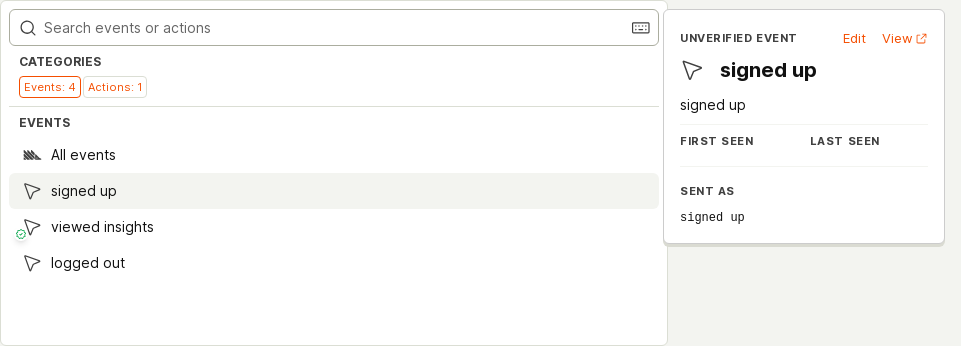 Search events or actions
CATEGORIES
Events: 4 Actions: 1
EVENTS
All events
signed up
viewed insights
logged out
UNVERIFIED EVENT Edit View
signed up
signed up
FIRST SEEN LAST SEEN
SENT AS
signed up